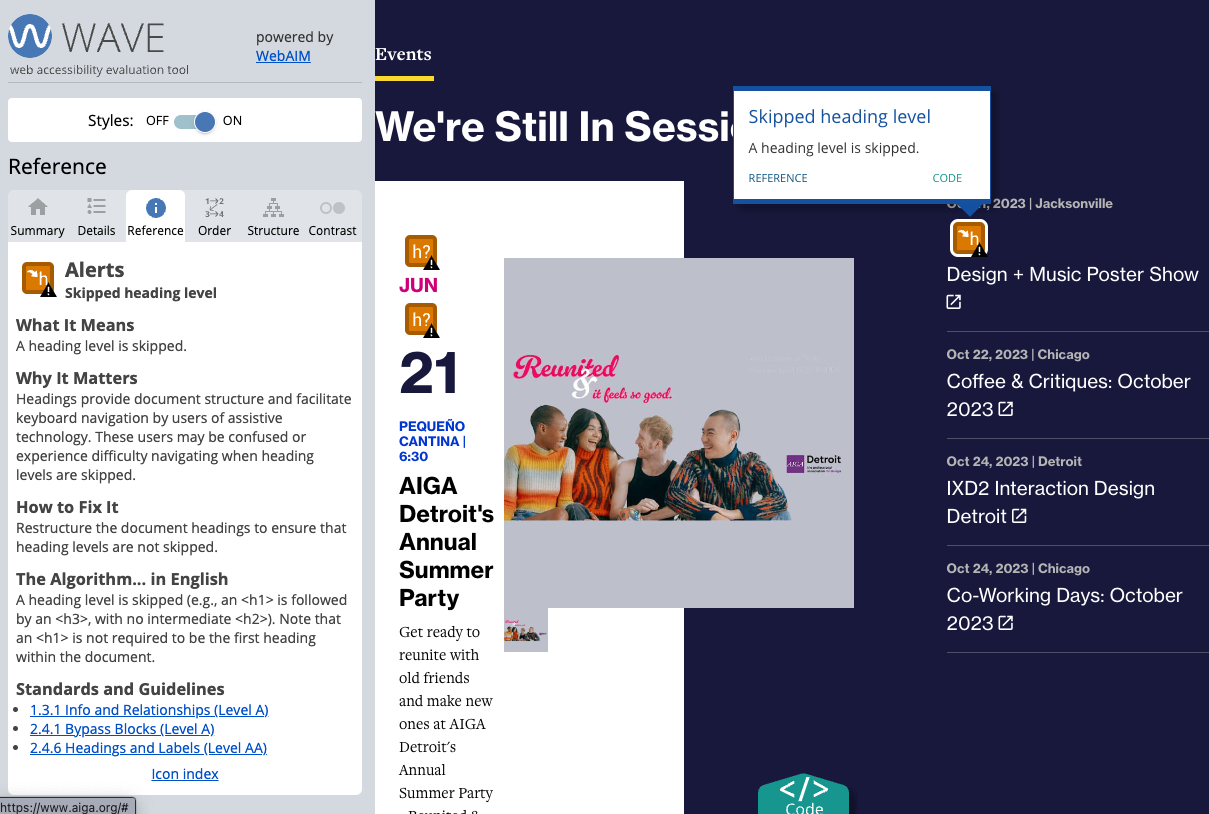 WAVE
web accessibility evaluation tool
powered by
WebAIM
Styles: OFF ON
Reference
Summary Details Reference Order Structure Contrast
Alerts
Skipped heading level
What It Means
A heading level is skipped.
Why It Matters
Headings provide document structure and facilitate
keyboard navigation by users of assistive
technology. These users may be confused or
experience difficulty navigating when heading
levels are skipped.
How to Fix It
Restructure the document headings to ensure that
heading levels are not skipped.
The Algorithm... in English
A heading level is skipped (e.g., an <h1> is followed
by an <h3>, with no intermediate <h2>). Note that
an <h1> is not required to be the first heading
within the document.
Standards and Guidelines
1.3.1 Info and Relationships (Level A)
2.4.1 Bypass Blocks (Level A)
2.4.6 Headings and Labels (Level AA)
Icon index
https://www.aiga.org/#
Events
We're Still In Sessi
Skipped heading level
A heading level is skipped.
REFERENCE CODE
h?
JUN
h?
21
PEQUEÑO
CANTINA |
6:30
AIGA
Detroit's
Annual
Summer
Party
Get ready to
reunite with
old friends
and make new
ones at AIGA
Detroit's
Annual
Summer Party
Reunited
& it feels so good.
AIGA Detroit
, 2023 | Jacksonville
h
Design + Music Poster Show
Oct 22, 2023 | Chicago
Coffee & Critiques: October
2023
Oct 24, 2023 | Detroit
IXD2 Interaction Design
Detroit
Oct 24, 2023 | Chicago
Co-Working Days: October
2023
</>
Code